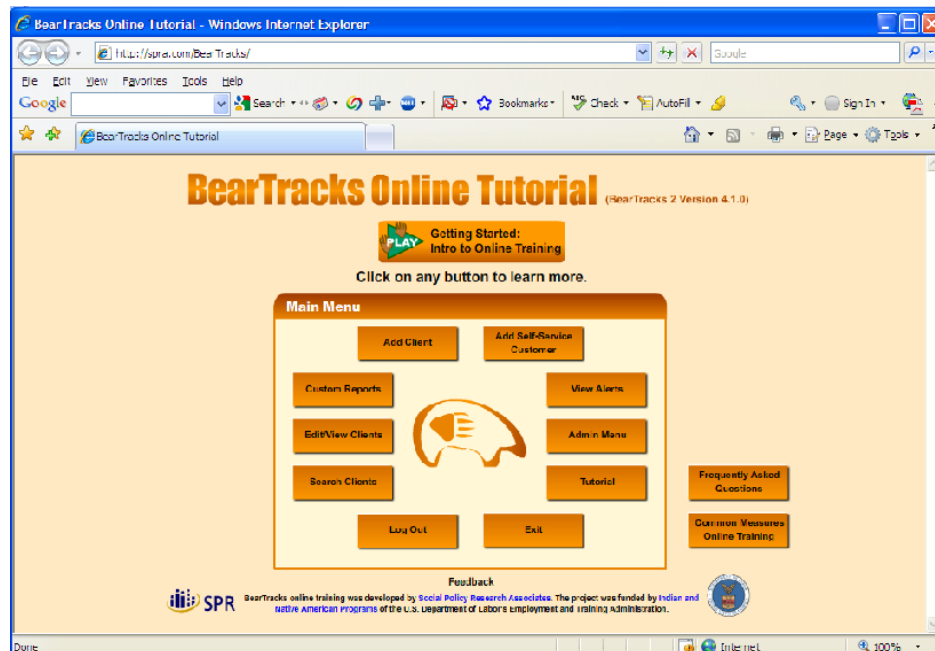 BearTracks Online Tutorial - Windows Internet Explorer
http://spra.com/BearTracks/
Google
File Edit View Favorites Tools Help
Google Search Bookmarks Check AutoFill Sign In
BearTracks Online Tutorial Page Tools
BearTracks Online Tutorial (BearTracks 2 Version 4.1.0)
PLAY
Getting Started:
Intro to Online Training
Click on any button to learn more.
Main Menu
Add Client
Add Self-Service
Customer
Custom Reports
View Alerts
Edit/View Clients
Admin Menu
Search Clients
Tutorial
Frequently Asked
Questions
Log Out
Exit
Common Measures
Online Training
Feedback
SPR
BearTracks online training was developed by Social Policy Research Associates. The project was funded by Indian and
Native American Programs of the U.S. Department of Labor's Employment and Training Administration.
Done
Internet
100%